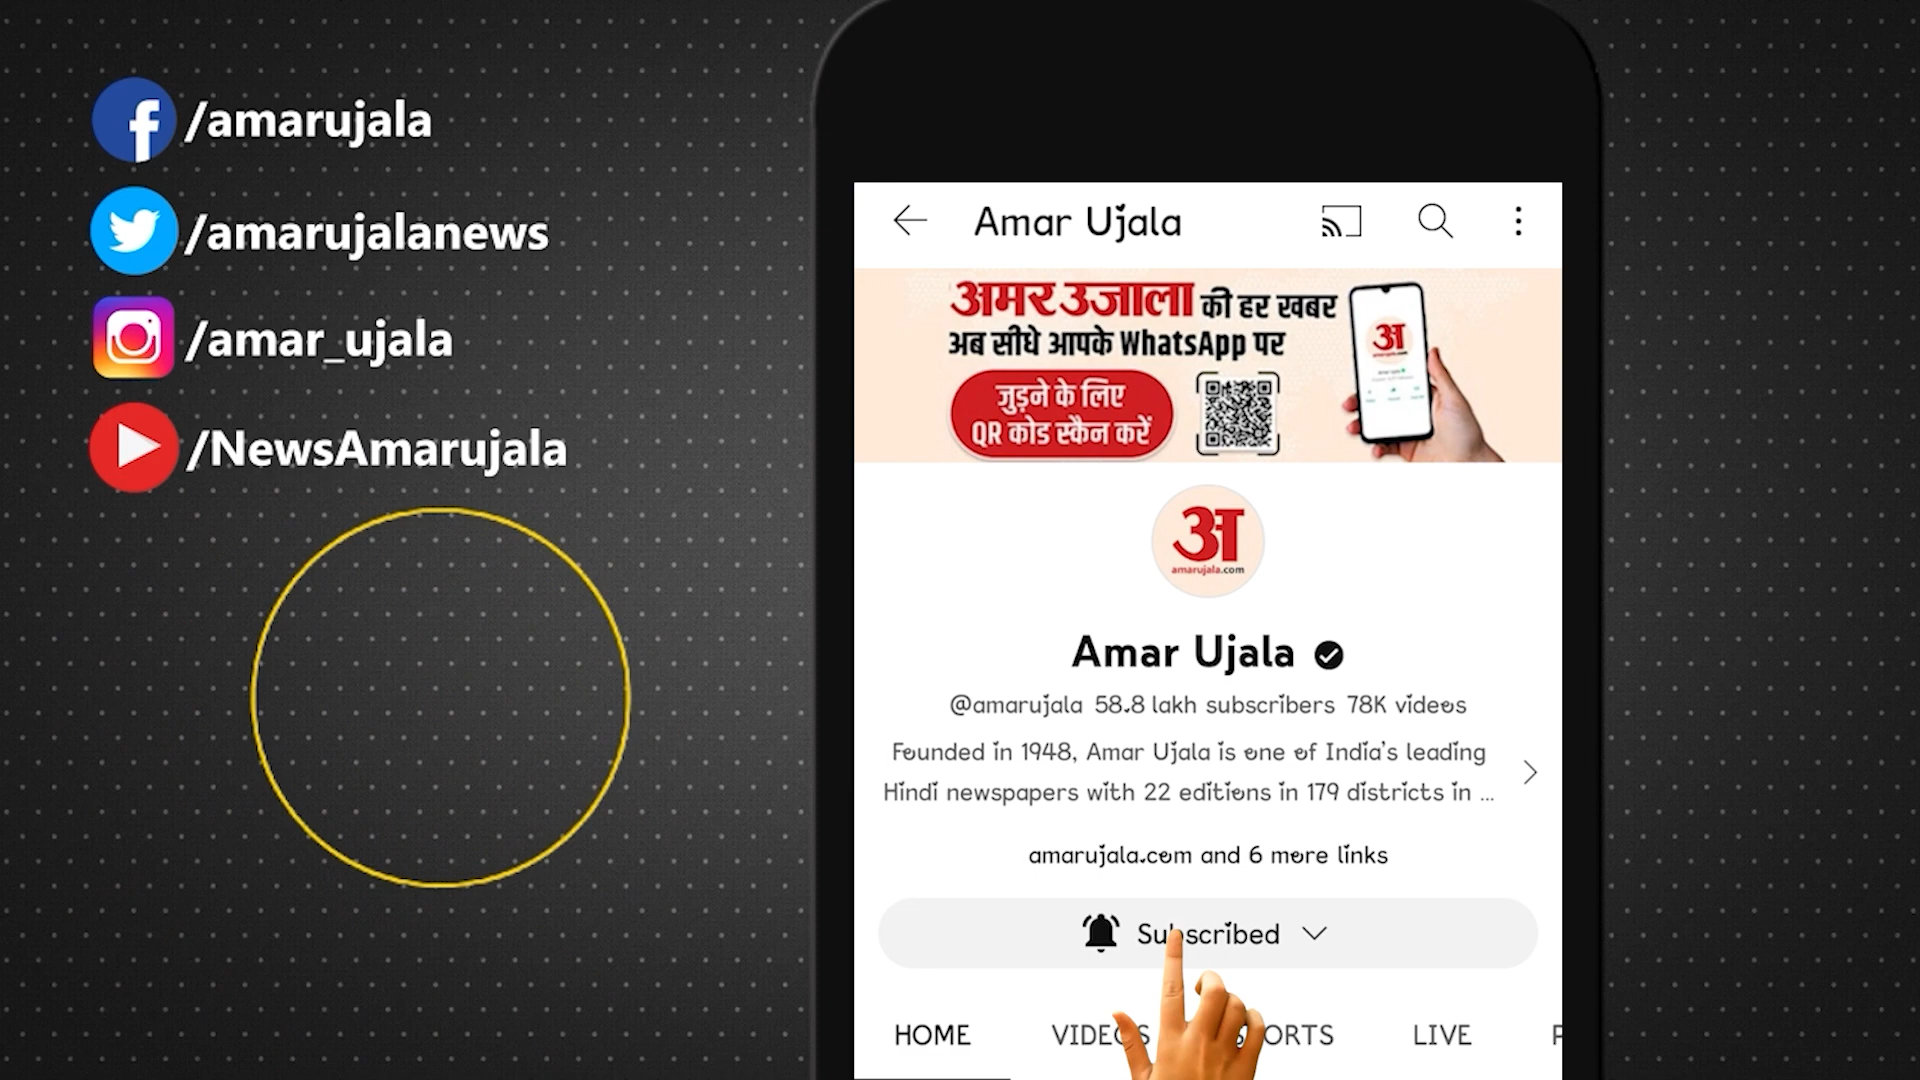 /amarujala
/amarujalanews
/amar_ujala
/NewsAmarujala
Amar Ujala
अमर उजाला की हर खबर
अब सीधे आपके WhatsApp पर
जुड़ने के लिए
QR कोड स्कैन करें
अ
अ
amarujala.com
Amar Ujala
@amarujala 58.8 lakh subscribers 78K videos
Founded in 1948, Amar Ujala is one of India's leading
Hindi newspapers with 22 editions in 179 districts in ...
amarujala.com and 6 more links
Subscribed
HOME VIDEOS SHORTS LIVE